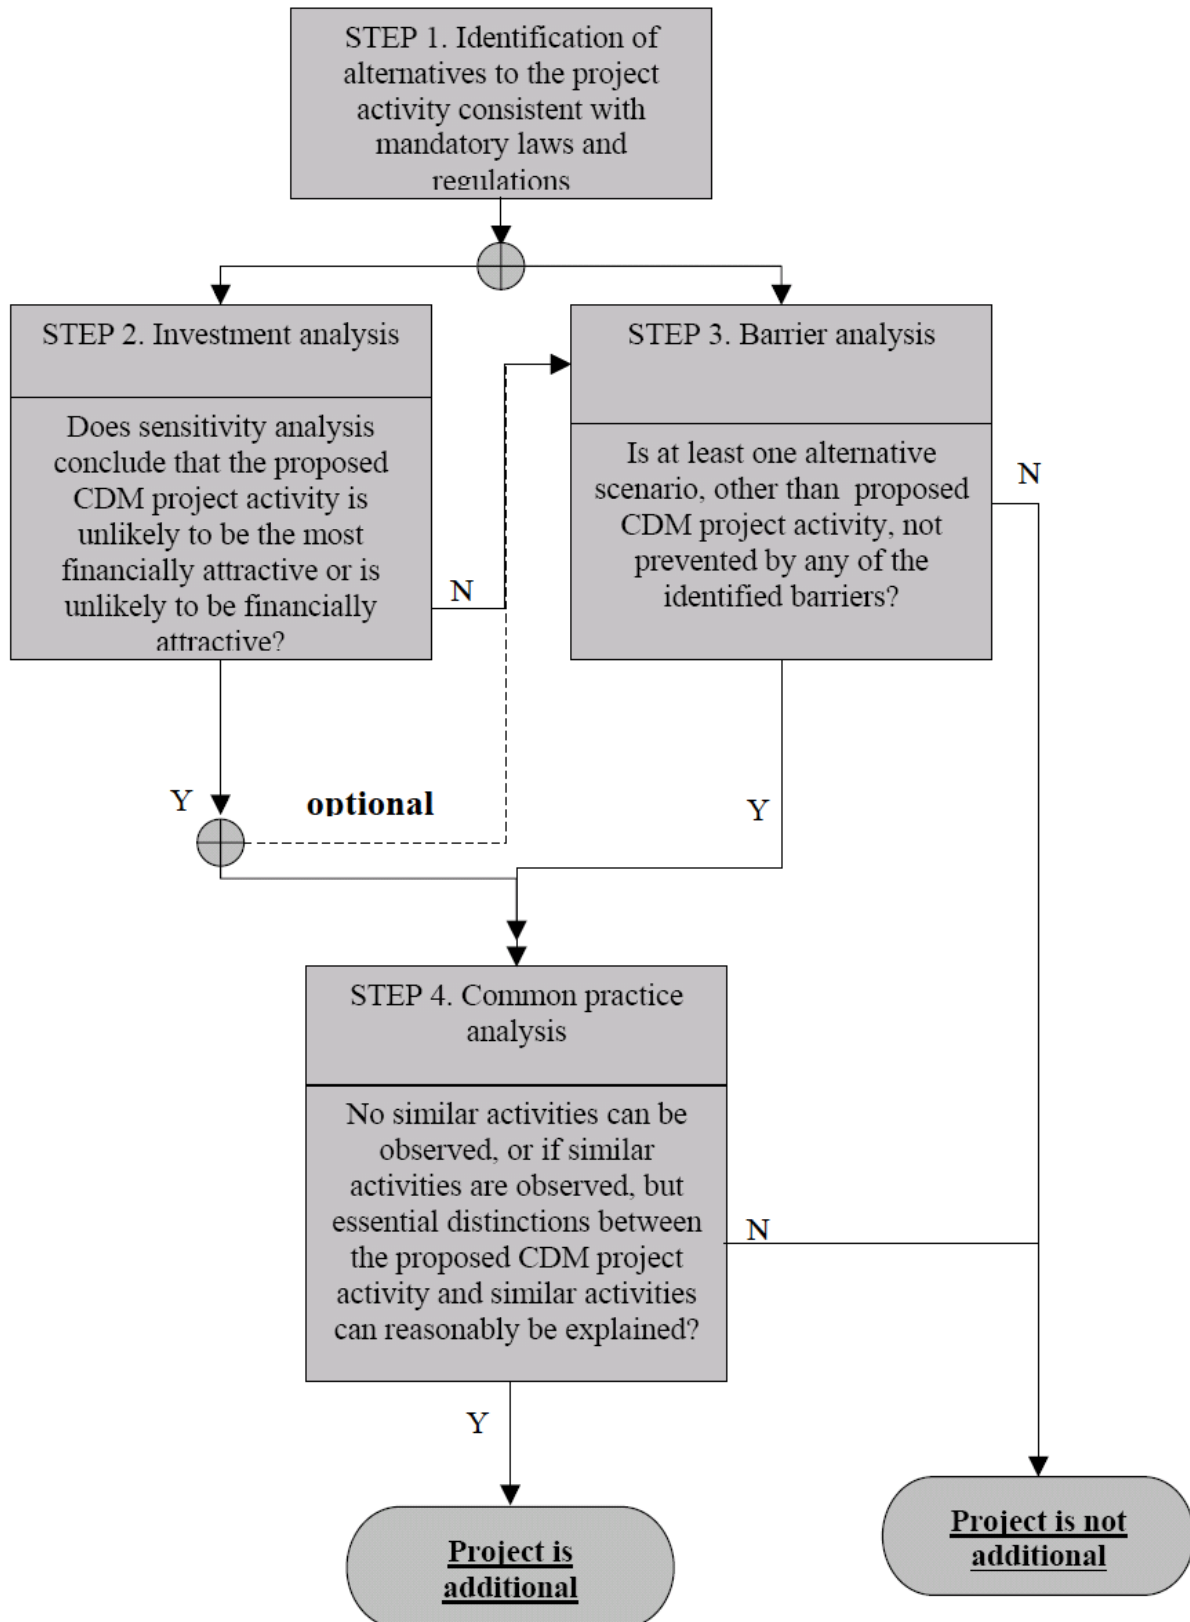 STEP 1. Identification of
alternatives to the project
activity consistent with
mandatory laws and
regulations
STEP 2. Investment analysis
Does sensitivity analysis
conclude that the proposed
CDM project activity is
unlikely to be the most
financially attractive or is
unlikely to be financially
attractive?
N
STEP 3. Barrier analysis
Is at least one alternative
scenario, other than proposed
CDM project activity, not
prevented by any of the
identified barriers?
N
Y
optional
Y
STEP 4. Common practice
analysis
No similar activities can be
observed, or if similar
activities are observed, but
essential distinctions between
the proposed CDM project
activity and similar activities
can reasonably be explained?
N
Y
Project is
additional
Project is not
additional